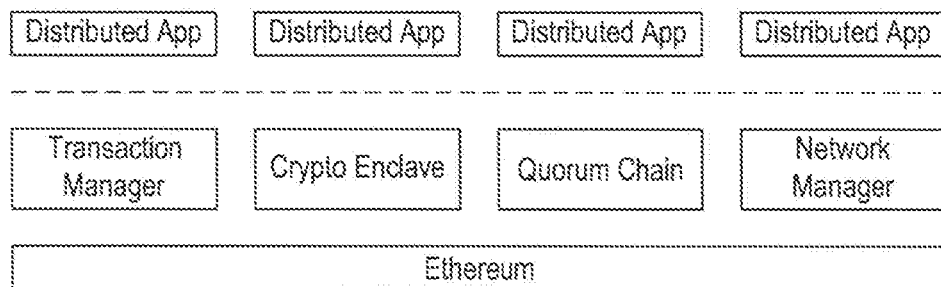 Distributed App
Distributed App
Distributed App
Distributed App
Transaction
Manager
Crypto Enclave
Quorum Chain
Network
Manager
Ethereum